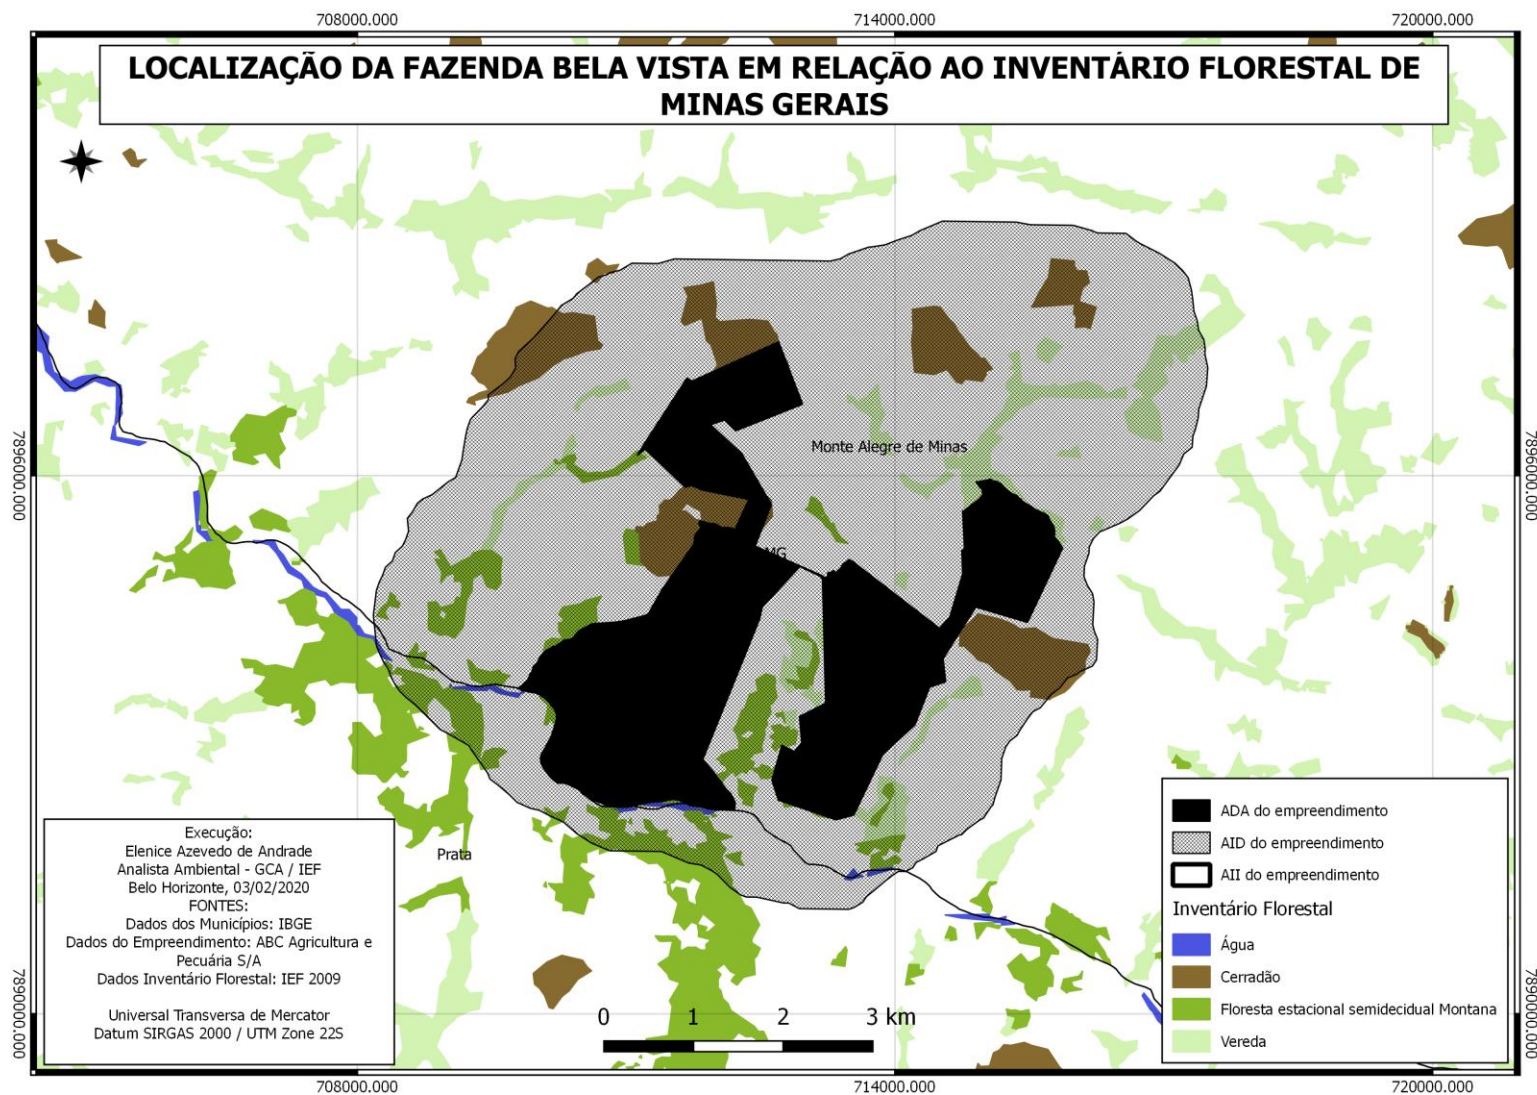 708000.000
714000.000
720000.000
LOCALIZAÇÃO DA FAZENDA BELA VISTA EM RELAÇÃO AO INVENTÁRIO FLORESTAL DE
MINAS GERAIS
7896000.000
7896000.000
Monte Alegre de Minas
MG
Prata
Execução:
Elenice Azevedo de Andrade
Analista Ambiental - GCA / IEF
Belo Horizonte, 03/02/2020
FONTES:
Dados dos Municípios: IBGE
Dados do Empreendimento: ABC Agricultura e
Pecuária S/A
Dados Inventário Florestal: IEF 2009
Universal Transversa de Mercator
Datum SIRGAS 2000 / UTM Zone 22S
0 1 2 3 km
ADA do empreendimento
AID do empreendimento
AII do empreendimento
Inventário Florestal
Água
Cerradão
Floresta estacional semidecidual Montana
Vereda
7890000.000
7890000.000
708000.000
714000.000
720000.000